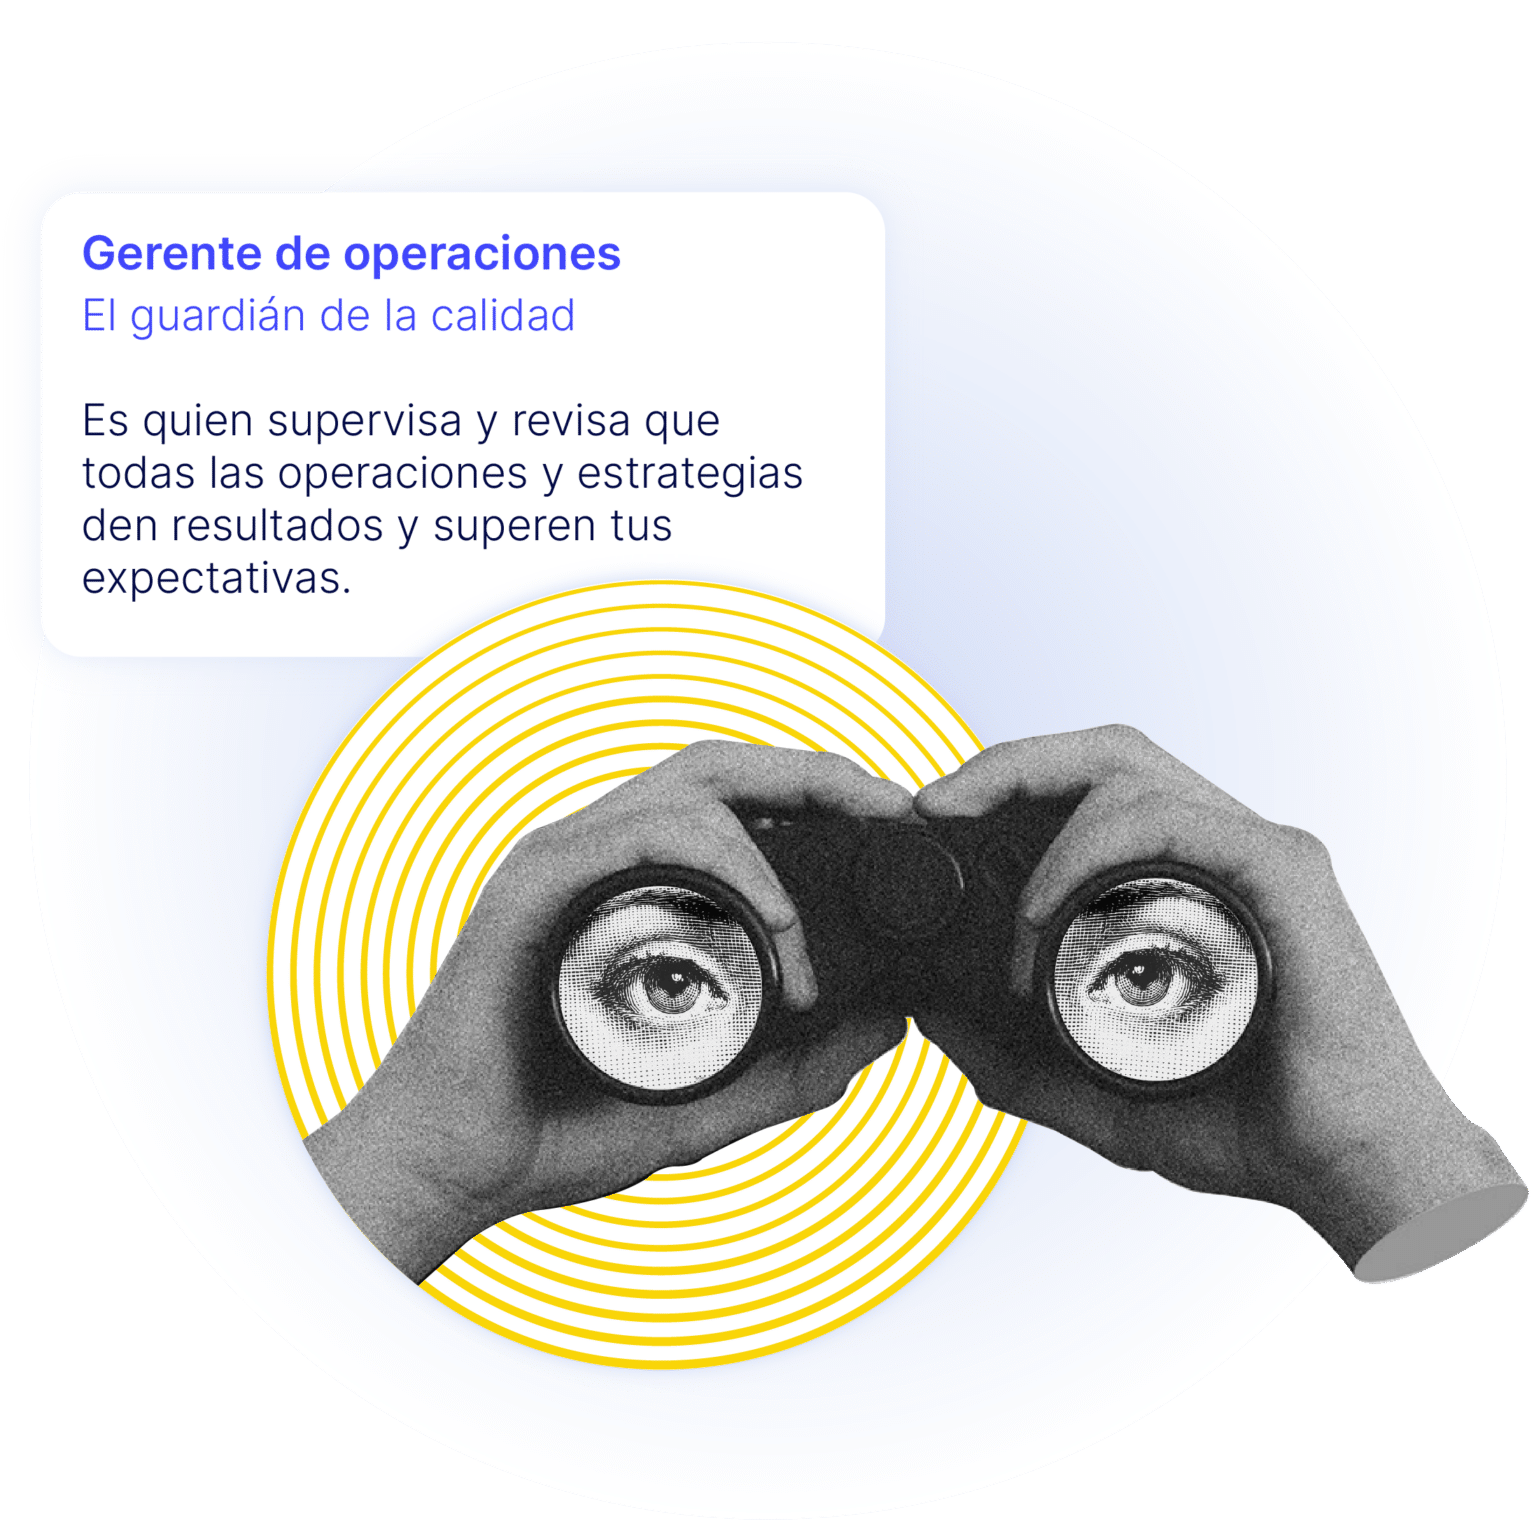 Gerente de operaciones
El guardián de la calidad
Es quien supervisa y revisa que
todas las operaciones y estrategias
den resultados y superen tus
expectativas.